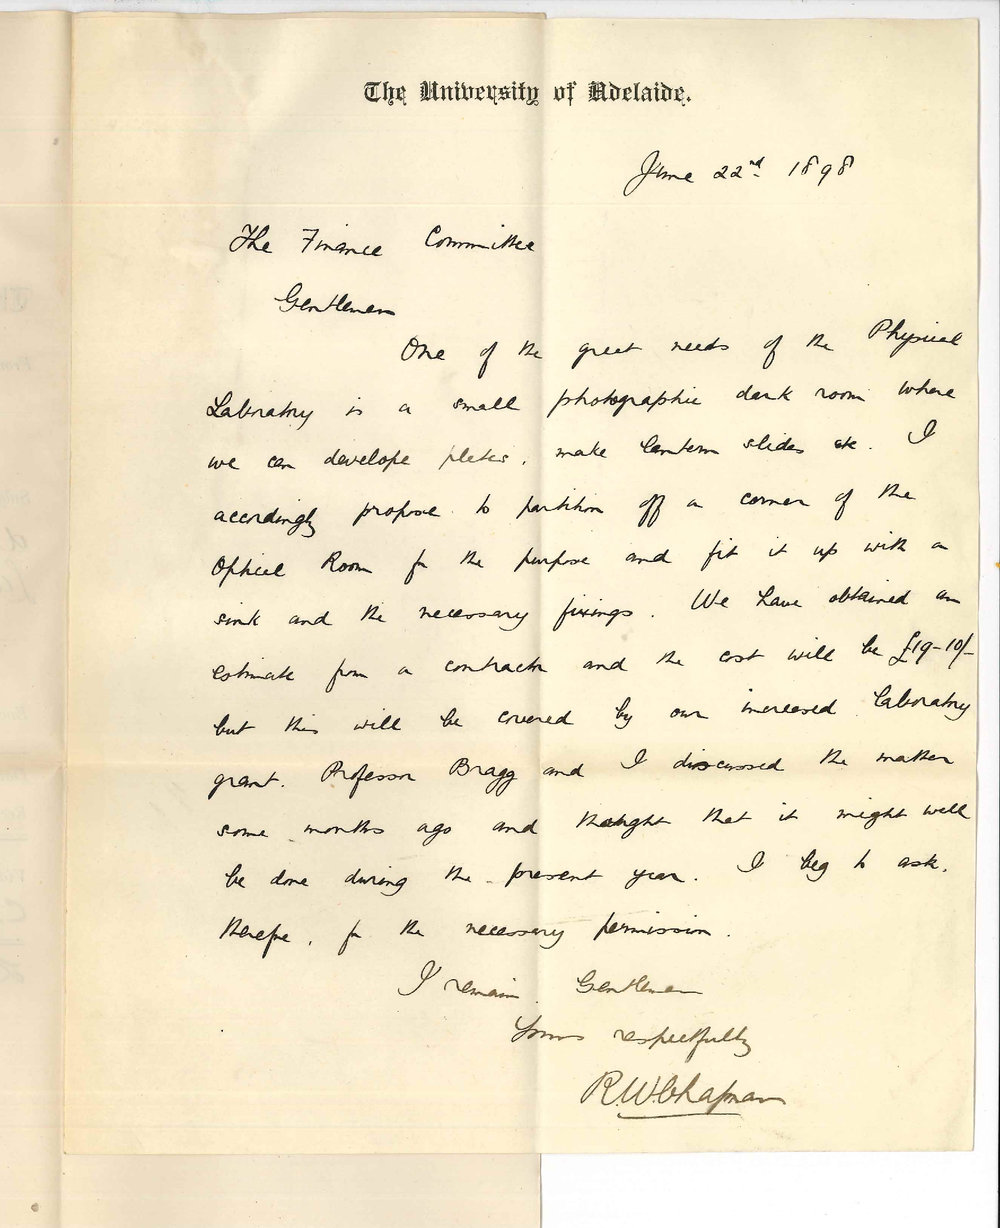 The University of Adelaide.
June 22nd 1898
The Finance Committee
Gentlemen
One of the great needs of the Physical
Laboratory is a small photographic dark room where
we can develope plates, make lantern slides etc. I
accordingly propose to partition off a corner of the
Optical Room for the purpose and fit it up with a
sink and the necessary fixings. We have obtained an
estimate from a contractor and the cost will be £19-10/-
but this will be covered by our increased laboratory
grant. Professor Bragg and I discussed the matter
some months ago and thought that it might well
be done during the present year. I beg to ask,
therefore, for the necessary permission.
I remain Gentlemen
Yours respectfully
R.W. Chapman